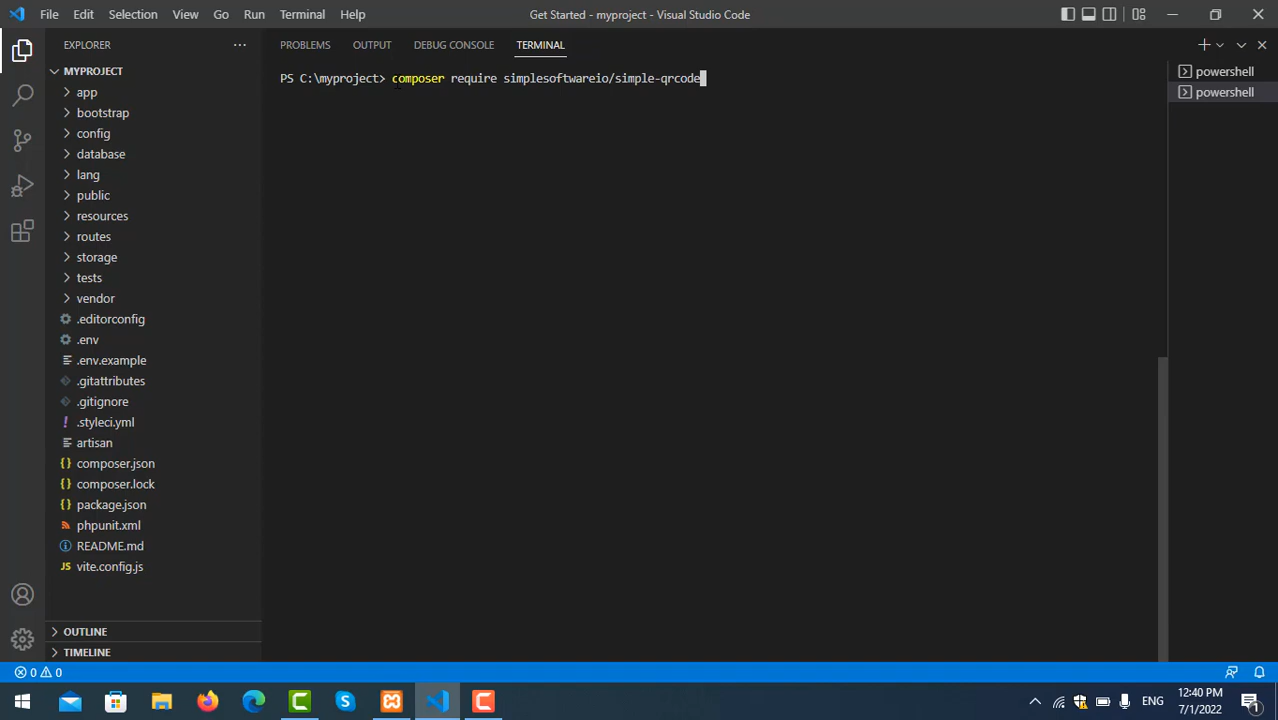 File Edit Selection View Go Run Terminal Help
Get Started - myproject - Visual Studio Code
EXPLORER
PROBLEMS OUTPUT DEBUG CONSOLE TERMINAL
MYPROJECT
PS C:\myproject> composer require simplesoftwareio/simple-qrcode
powershell
powershell
app
bootstrap
config
database
lang
public
resources
routes
storage
tests
vendor
.editorconfig
.env
.env.example
.gitattributes
.gitignore
.styleci.yml
artisan
composer.json
composer.lock
package.json
phpunit.xml
README.md
vite.config.js
OUTLINE
TIMELINE
0 0
ENG
12:40 PM
7/1/2022
1